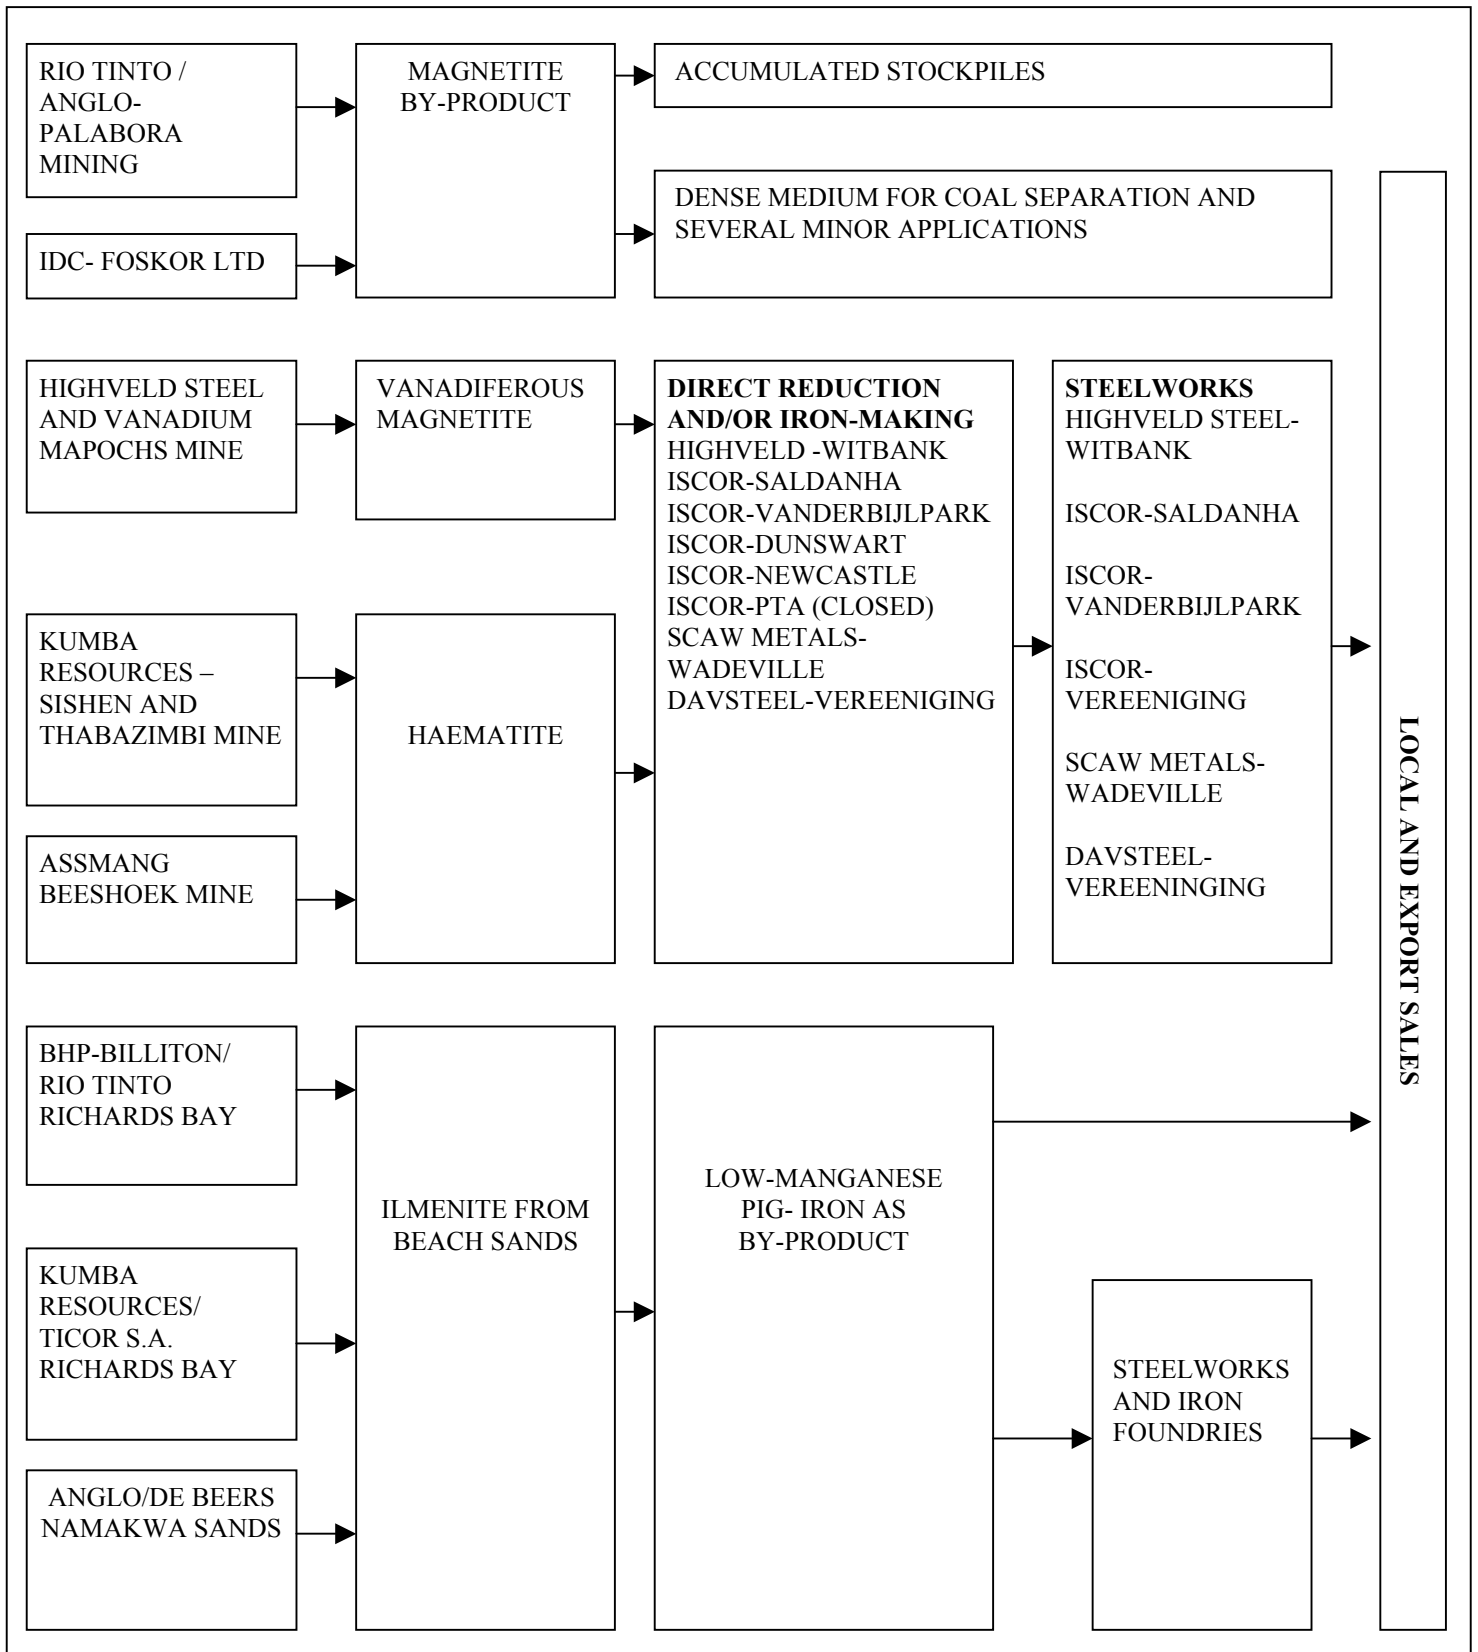 RIO TINTO /
ANGLO-
PALABORA
MINING
MAGNETITE
BY-PRODUCT
ACCUMULATED STOCKPILES
DENSE MEDIUM FOR COAL SEPARATION AND
SEVERAL MINOR APPLICATIONS
IDC- FOSKOR LTD
HIGHVELD STEEL
AND VANADIUM
MAPOCHS MINE
VANADIFEROUS
MAGNETITE
DIRECT REDUCTION
AND/OR IRON-MAKING
HIGHVELD -WITBANK
ISCOR-SALDANHA
ISCOR-VANDERBIJLPARK
ISCOR-DUNSWART
ISCOR-NEWCASTLE
ISCOR-PTA (CLOSED)
SCAW METALS-
WADEVILLE
DAVSTEEL-VEREENIGING
STEELWORKS
HIGHVELD STEEL-
WITBANK
ISCOR-SALDANHA
ISCOR-
VANDERBIJLPARK
ISCOR-
VEREENIGING
SCAW METALS-
WADEVILLE
DAVSTEEL-
VEREENINGING
KUMBA
RESOURCES –
SISHEN AND
THABAZIMBI MINE
HAEMATITE
ASSMANG
BEESHOEK MINE
LOCAL AND EXPORT SALES
BHP-BILLITON/
RIO TINTO
RICHARDS BAY
ILMENITE FROM
BEACH SANDS
LOW-MANGANESE
PIG- IRON AS
BY-PRODUCT
KUMBA
RESOURCES/
TICOR S.A.
RICHARDS BAY
STEELWORKS
AND IRON
FOUNDRIES
ANGLO/DE BEERS
NAMAKWA SANDS